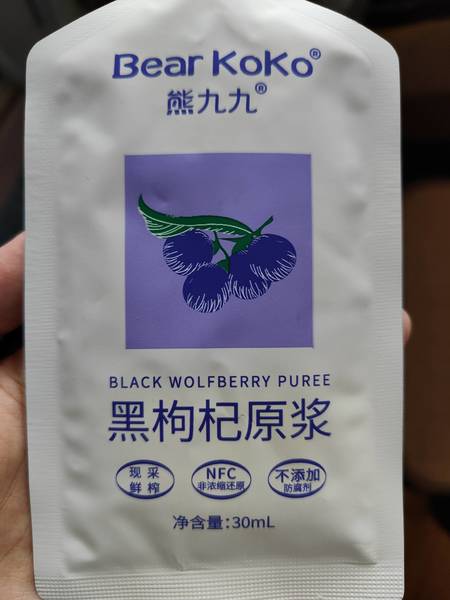 Bear KoKo®
熊九九®
BLACK WOLFBERRY PUREE
黑枸杞原浆
现采
鲜榨
NFC
非浓缩还原
不添加
防腐剂
净含量:30mL